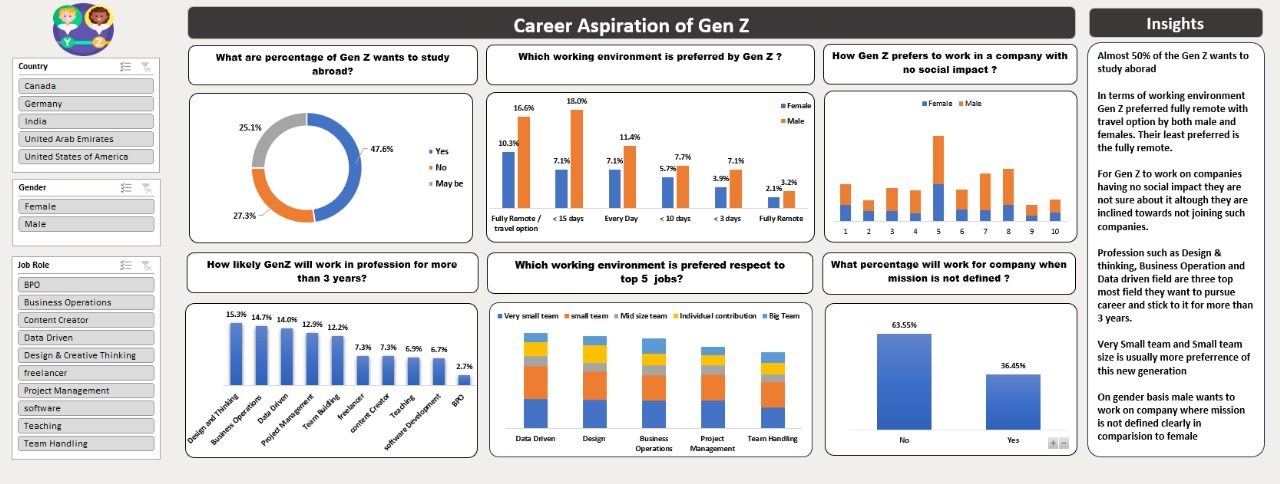 Career Aspiration of Gen Z
Insights
Y
Z
Country
Canada
Germany
India
United Arab Emirates
United States of America
Gender
Female
Male
Job Role
BPO
Business Operations
Content Creator
Data Driven
Design & Creative Thinking
freelancer
Project Management
software
Teaching
Team Handling
What are percentage of Gen Z wants to study
abroad?
25.1%
47.6%
27.3%
Yes
No
May be
Which working environment is preferred by Gen Z ?
Female
Male
10.3%
16.6%
7.1%
18.0%
7.1%
11.4%
5.7%
7.7%
3.9%
7.1%
2.1%
3.2%
Fully Remote /
travel option
< 15 days
Every Day
< 10 days
< 3 days
Fully Remote
How Gen Z prefers to work in a company with
no social impact ?
Female
Male
1 2 3 4 5 6 7 8 9 10
How likely GenZ will work in profession for more
than 3 years?
15.3%
14.7%
14.0%
12.9%
12.2%
7.3%
7.3%
6.9%
6.7%
2.7%
Design and Thinking
Business Operations
Data Driven
Project Management
Team Building
freelancer
content Creator
Teaching
software Development
BPO
Which working environment is prefered respect to
top 5 jobs?
Very small team
small team
Mid size team
Individual contribution
Big Team
Data Driven
Design
Business
Operations
Project
Management
Team Handling
What percentage will work for company when
mission is not defined ?
63.55%
36.45%
No
Yes
Almost 50% of the Gen Z wants to
study aborad
In terms of working environment
Gen Z preferred fully remote with
travel option by both male and
females. Their least preferred is
the fully remote.
For Gen Z to work on companies
having no social impact they are
not sure about it altough they are
inclined towards not joining such
companies.
Profession such as Design &
thinking, Business Operation and
Data driven field are three top
most field they want to pursue
career and stick to it for more than
3 years.
Very Small team and Small team
size is usually more preferrence of
this new generation
On gender basis male wants to
work on company where mission
is not defined clearly in
comparision to female